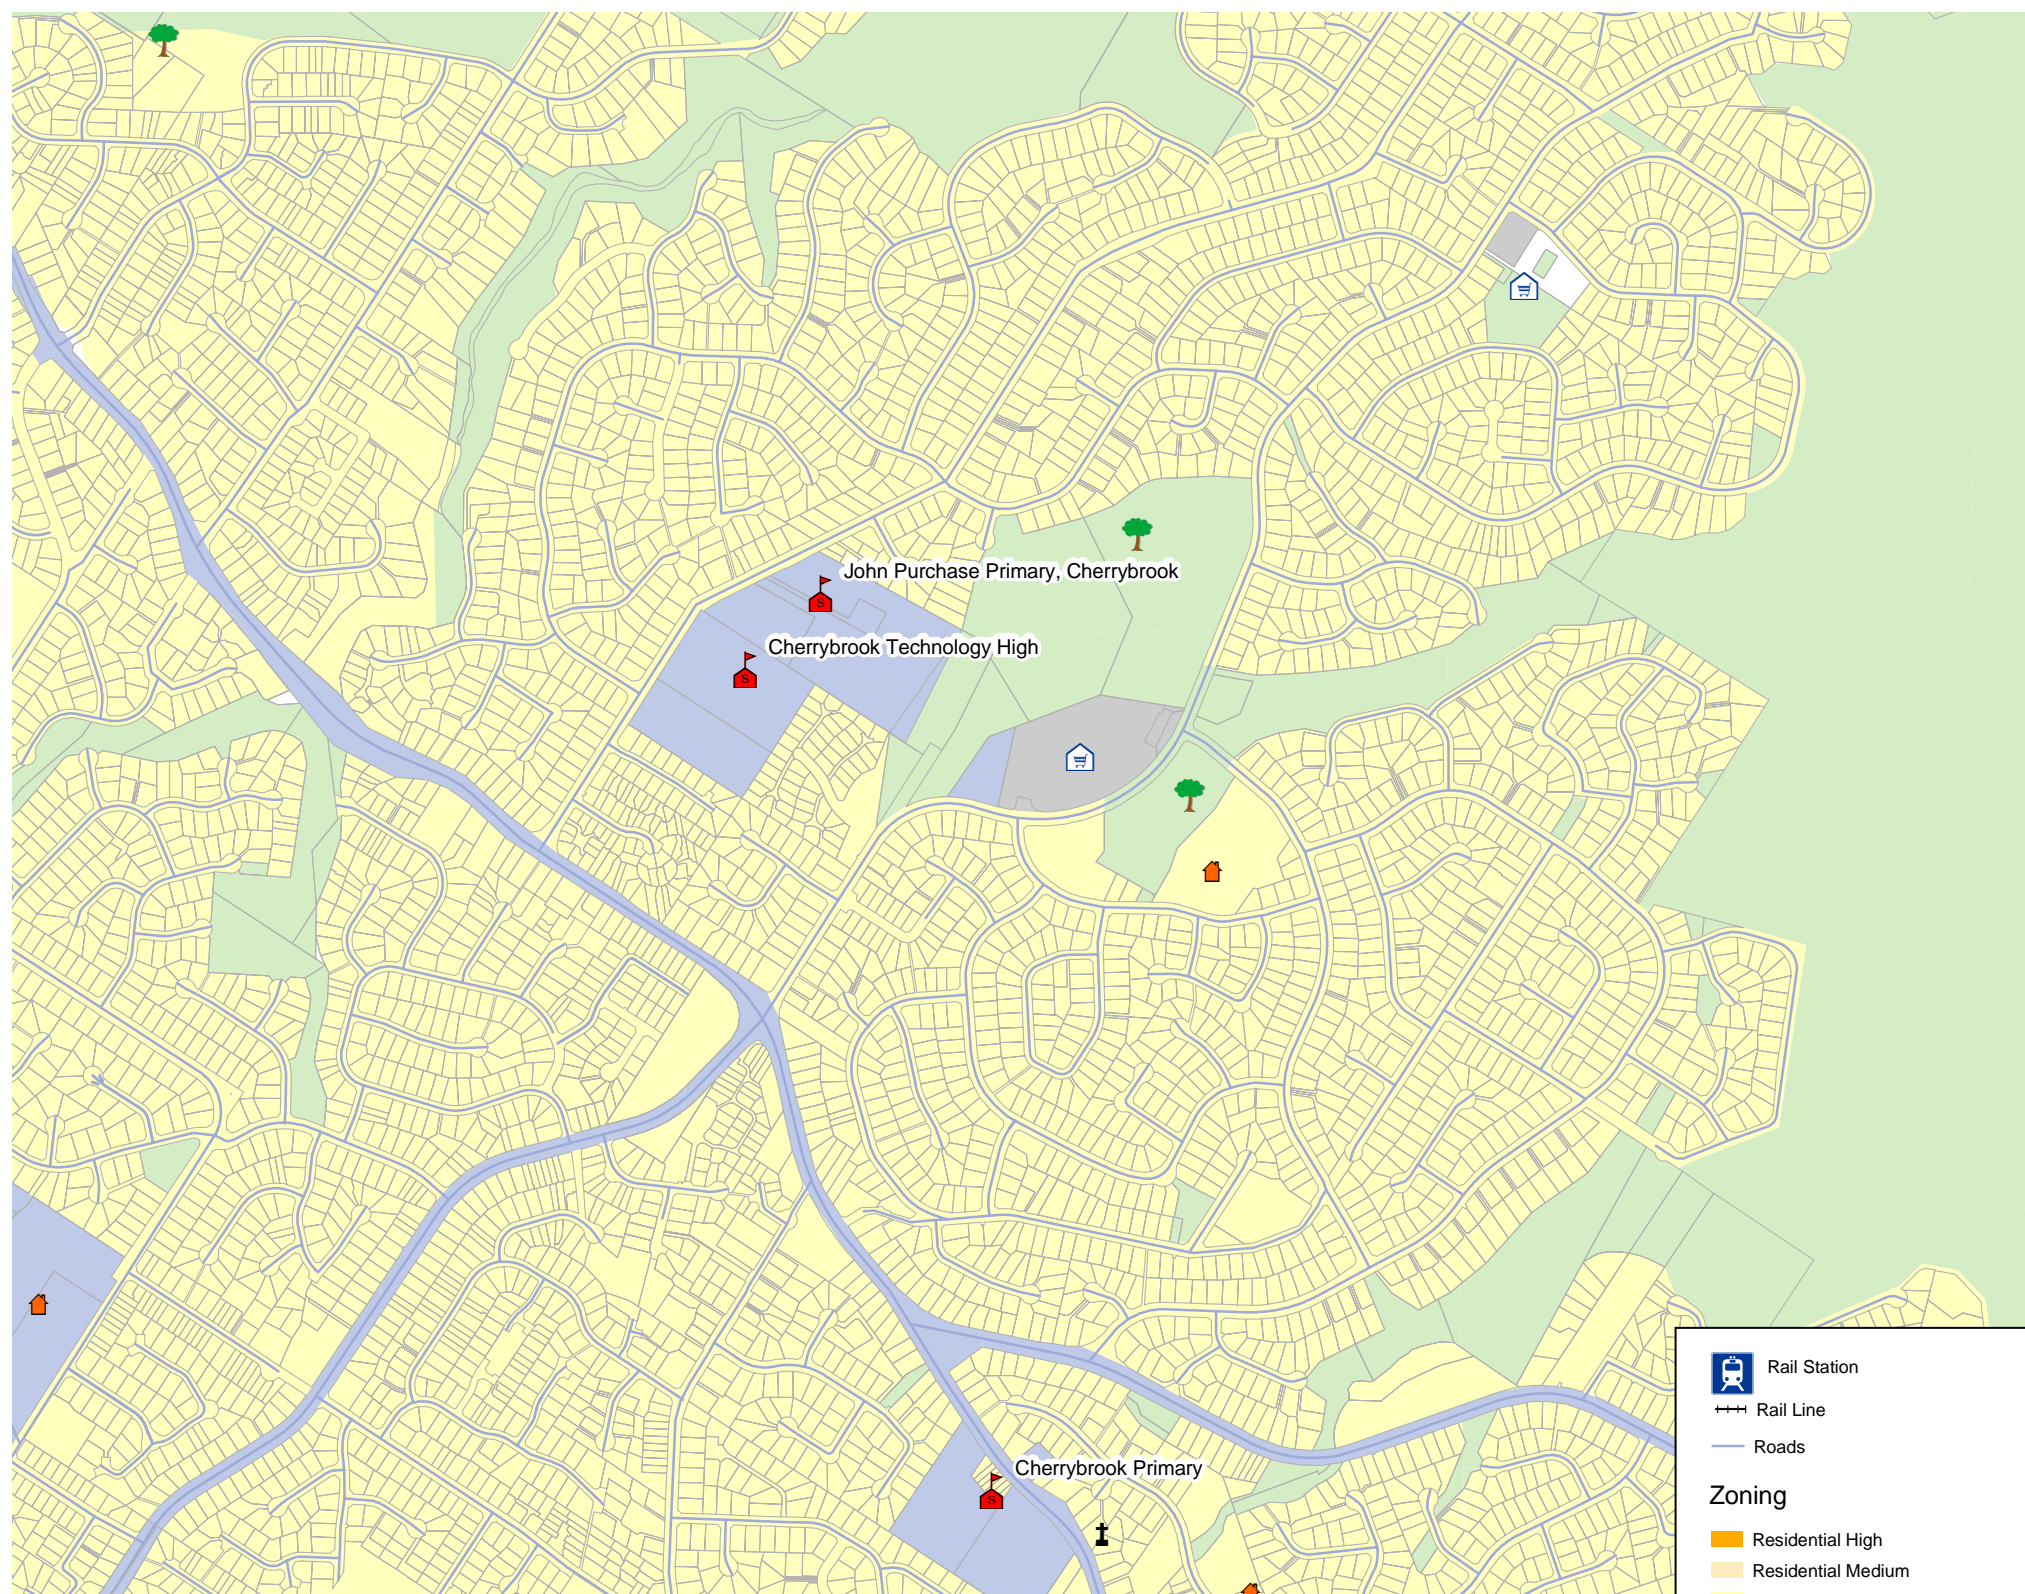 John Purchase Primary, Cherrybrook
Cherrybrook Technology High
Cherrybrook Primary
Rail Station
Rail Line
Roads
Zoning
Residential High
Residential Medium